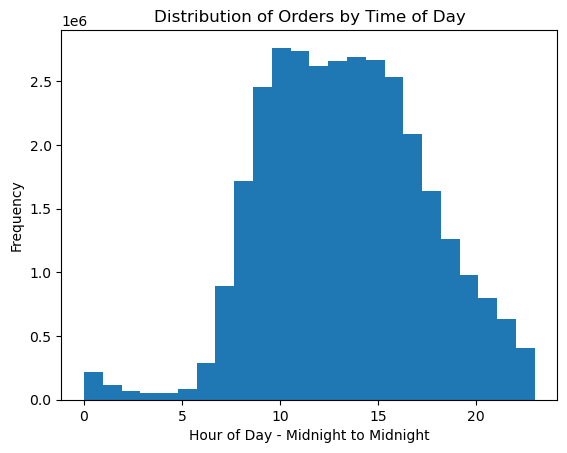 Distribution of Orders by Time of Day
1e6
2.5
2.0
1.5
1.0
0.5
0.0
Frequency
0 5 10 15 20
Hour of Day - Midnight to Midnight